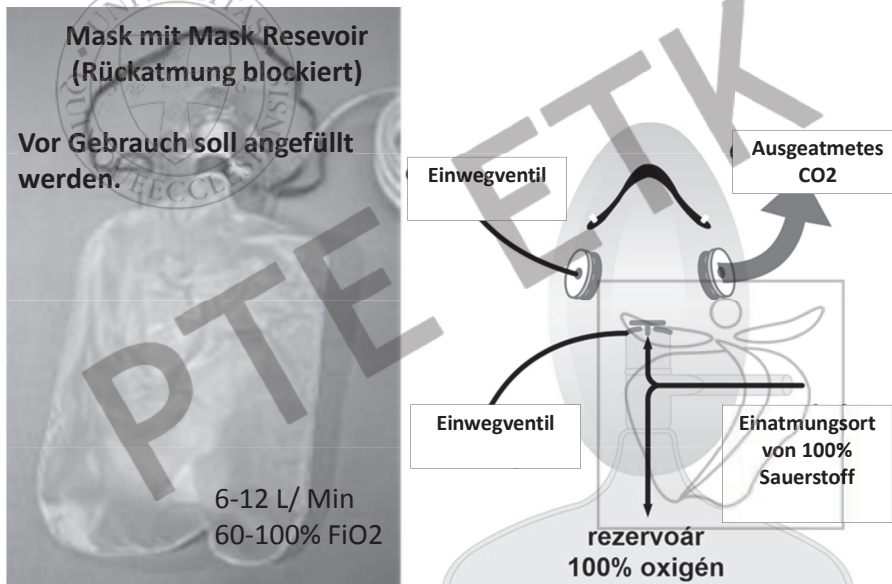 Mask mit Mask Resevoir
(Rückatmung blockiert)
Vor Gebrauch soll angefüllt
werden.
6-12 L/ Min
60-100% FiO2
Einwegventil
Ausgeatmetes
CO2
Einwegventil
Einatmungsort
von 100%
Sauerstoff
rezervoár
100% oxigén
PTE ETK